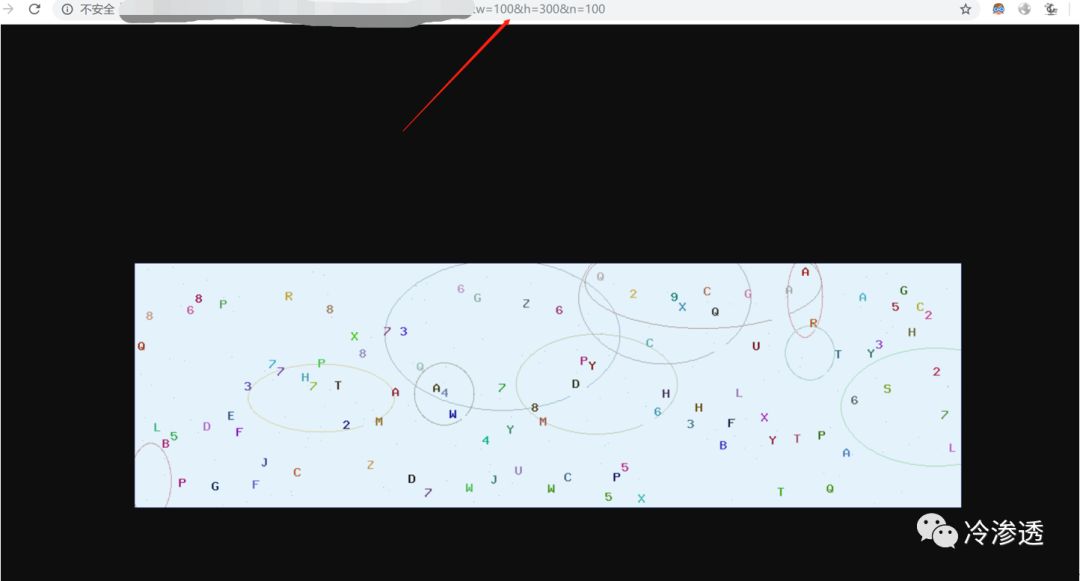 不安全
w=100&h=300&n=100
Q A
R 6 2 C G A G
8 P G Z 9 A
8 6 8 6 X Q 5 C 2
X 7 3 R H
Q 8 C U T Y 3
7 7 P Q P Y 2
3 H 7 T A A 4 7 D H L S
E W 8 6 H X 6 7
L D 2 M Y M 3 F
B 5 F 4 B Y T P A L
J C Z U 5
P G F D J W C P
7 W 5 X T Q
冷渗透